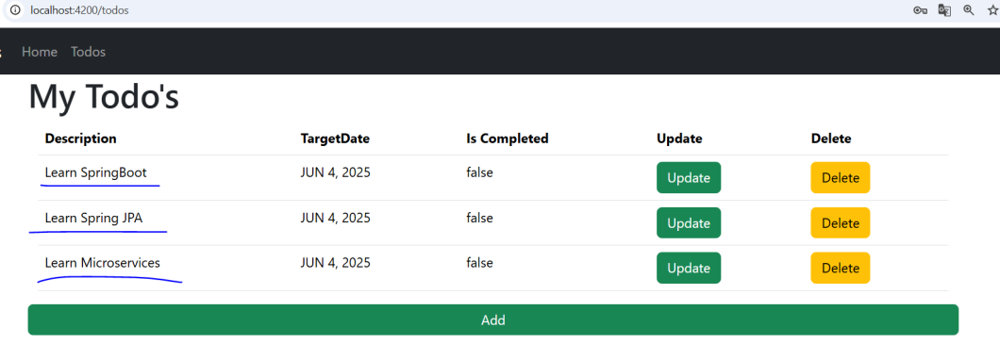 localhost:4200/todos
Home Todos
My Todo's
Description TargetDate Is Completed Update Delete
Learn SpringBoot JUN 4, 2025 false Update Delete
Learn Spring JPA JUN 4, 2025 false Update Delete
Learn Microservices JUN 4, 2025 false Update Delete
Add